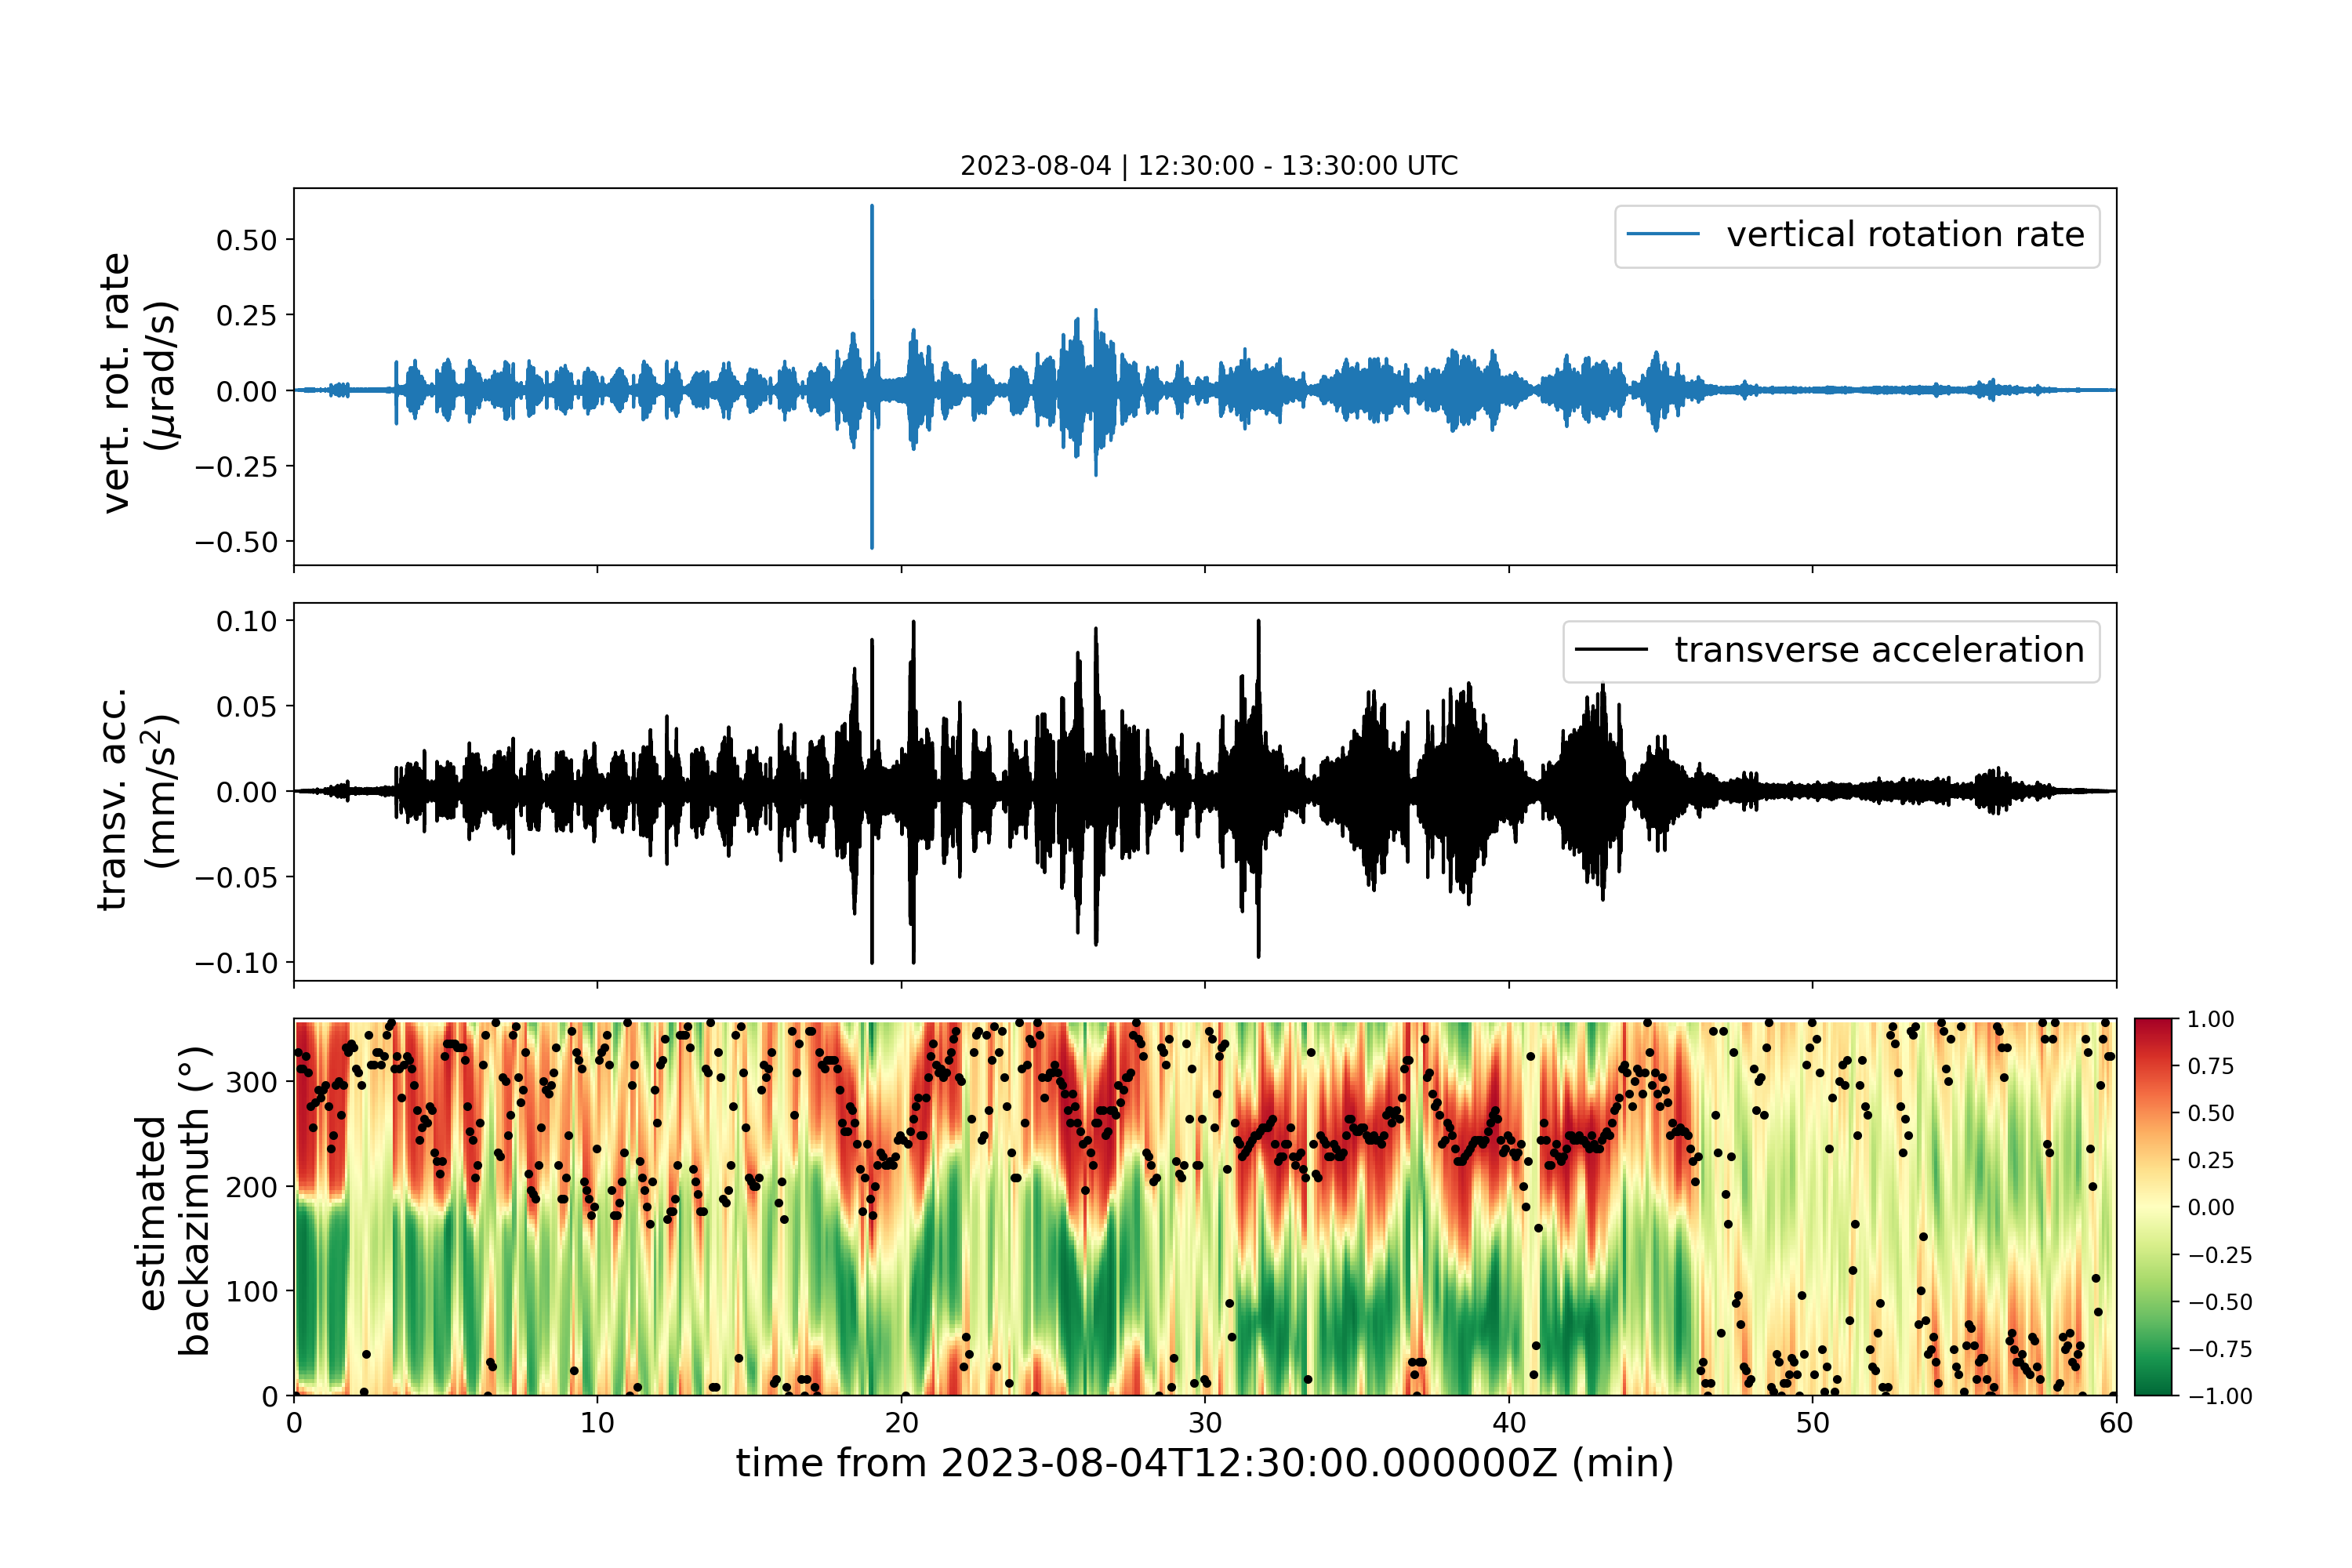 2023-08-04 | 12:30:00 - 13:30:00 UTC
vert. rot. rate
(μrad/s)
0.50
0.25
0.00
−0.25
−0.50
vertical rotation rate
transv. acc.
(mm/s²)
0.10
0.05
0.00
−0.05
−0.10
transverse acceleration
estimated
backazimuth (°)
300
200
100
0
0 10 20 30 40 50 60
time from 2023-08-04T12:30:00.000000Z (min)
1.00
0.75
0.50
0.25
0.00
−0.25
−0.50
−0.75
−1.00